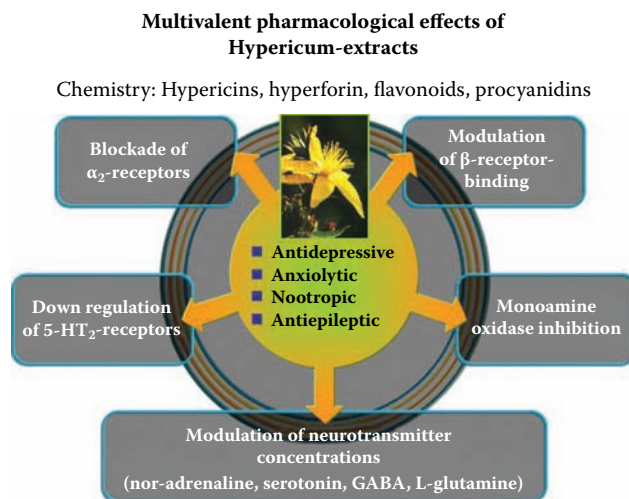 Multivalent pharmacological effects of
Hypericum-extracts
Chemistry: Hypericins, hyperforin, flavonoids, procyanidins
Blockade of
α₂-receptors
Modulation
of β-receptor-
binding
■ Antidepressive
■ Anxiolytic
■ Nootropic
■ Antiepileptic
Down regulation
of 5-HT₂-receptors
Monoamine
oxidase inhibition
Modulation of neurotransmitter
concentrations
(nor-adrenaline, serotonin, GABA, L-glutamine)